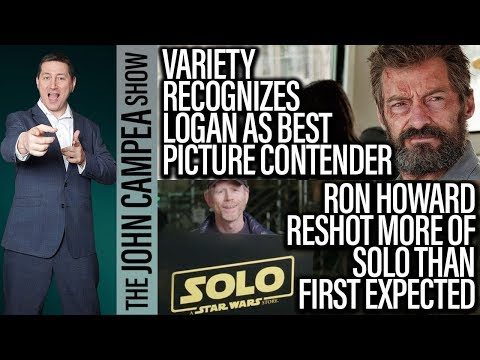 THE JOHN CAMPEA SHOW
VARIETY
RECOGNIZES
LOGAN AS BEST
PICTURE CONTENDER
RON HOWARD
RESHOT MORE OF
SOLO THAN
FIRST EXPECTED
SOLO
A STAR WARS STORY